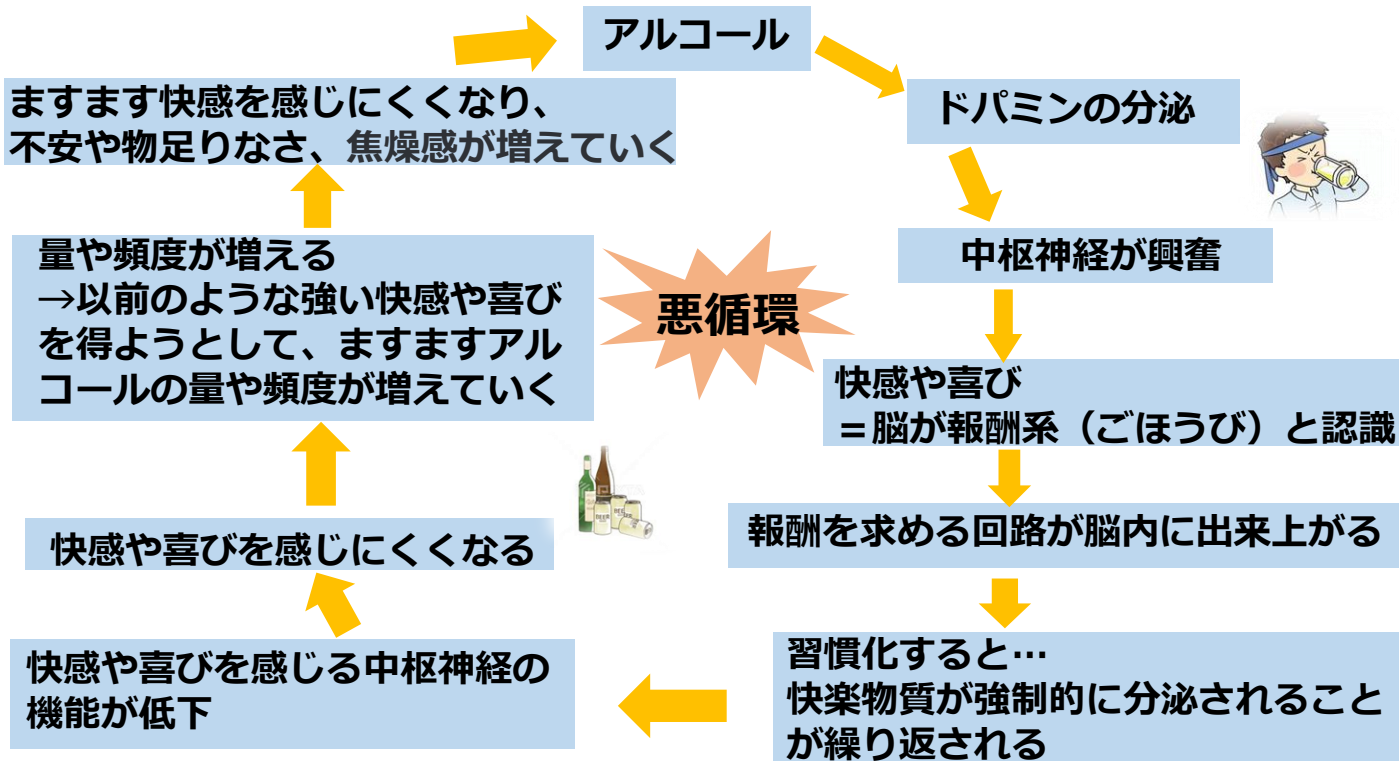 アルコール
ドパミンの分泌
中枢神経が興奮
快感や喜び
＝脳が報酬系（ごほうび）と認識
報酬を求める回路が脳内に出来上がる
習慣化すると…
快楽物質が強制的に分泌されること
が繰り返される
快感や喜びを感じる中枢神経の
機能が低下
快感や喜びを感じにくくなる
量や頻度が増える
→以前のような強い快感や喜び
を得ようとして、ますますアル
コールの量や頻度が増えていく
ますます快感を感じにくくなり、
不安や物足りなさ、焦燥感が増えていく
悪循環
BEER
BEER